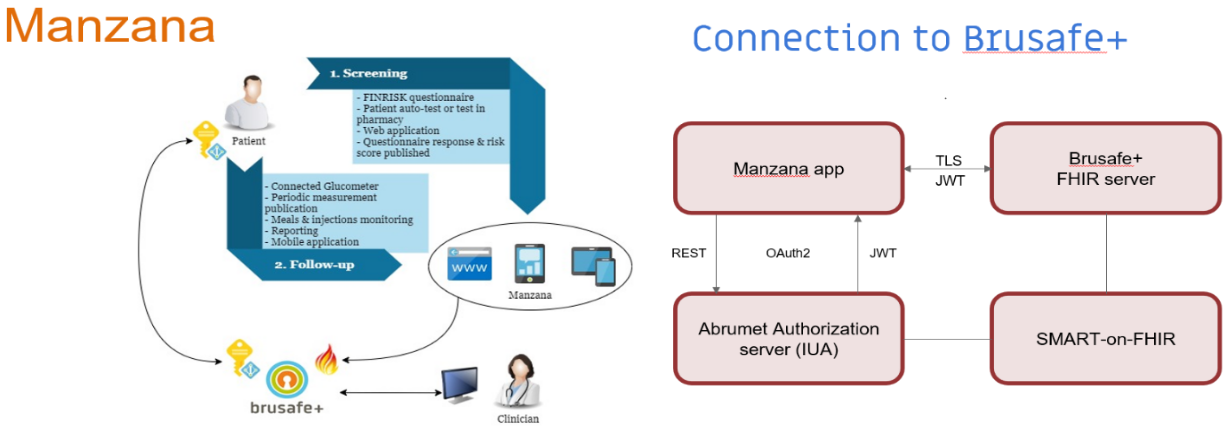 Manzana
1. Screening
- FINRISK questionnaire
- Patient auto-test or test in
pharmacy
- Web application
- Questionnaire response & risk
score published
Patient
- Connected Glucometer
- Periodic measurement
publication
- Meals & injections monitoring
- Reporting
- Mobile application
2. Follow-up
www
Manzana
brusafe+
Clinician
Connection to Brusafe+
Manzana app
TLS
JWT
Brusafe+
FHIR server
REST
OAuth2
JWT
Abrumet Authorization
server (IUA)
SMART-on-FHIR